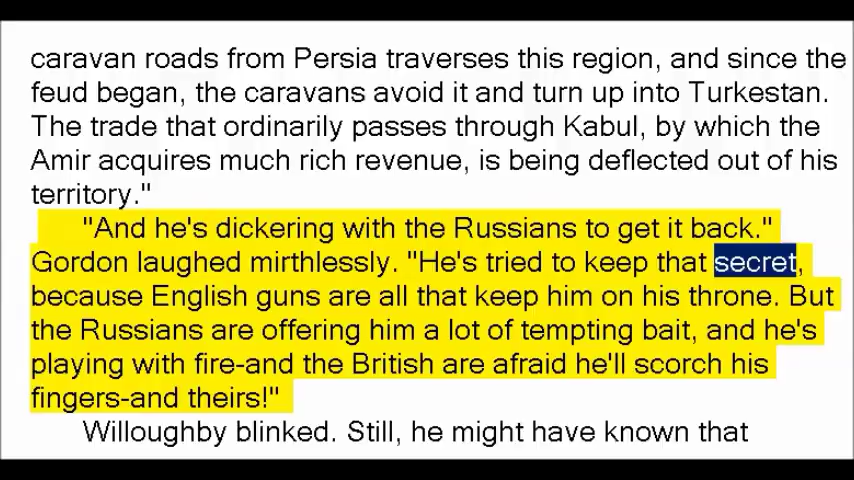 caravan roads from Persia traverses this region, and since the
feud began, the caravans avoid it and turn up into Turkestan.
The trade that ordinarily passes through Kabul, by which the
Amir acquires much rich revenue, is being deflected out of his
territory."
"And he's dickering with the Russians to get it back."
Gordon laughed mirthlessly. "He's tried to keep that secret,
because English guns are all that keep him on his throne. But
the Russians are offering him a lot of tempting bait, and he's
playing with fire-and the British are afraid he'll scorch his
fingers-and theirs!"
Willoughby blinked. Still, he might have known that